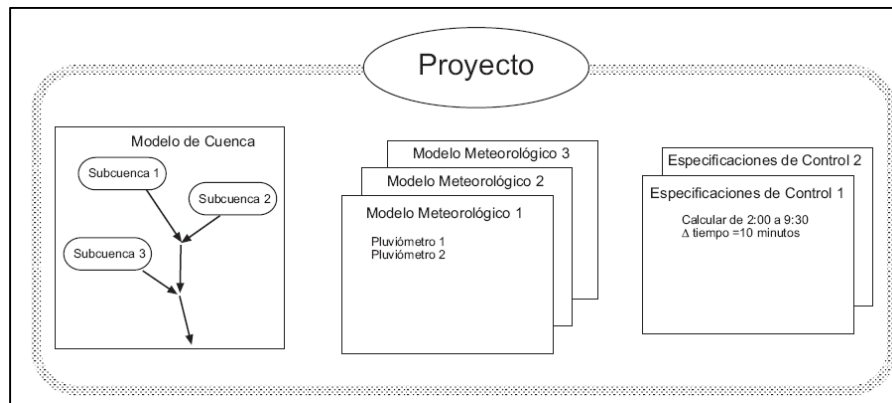 Proyecto
Modelo de Cuenca
Subcuenca 1
Subcuenca 2
Subcuenca 3
Modelo Meteorológico 3
Modelo Meteorológico 2
Modelo Meteorológico 1
Pluviómetro 1
Pluviómetro 2
Especificaciones de Control 2
Especificaciones de Control 1
Calcular de 2:00 a 9:30
Δ tiempo =10 minutos